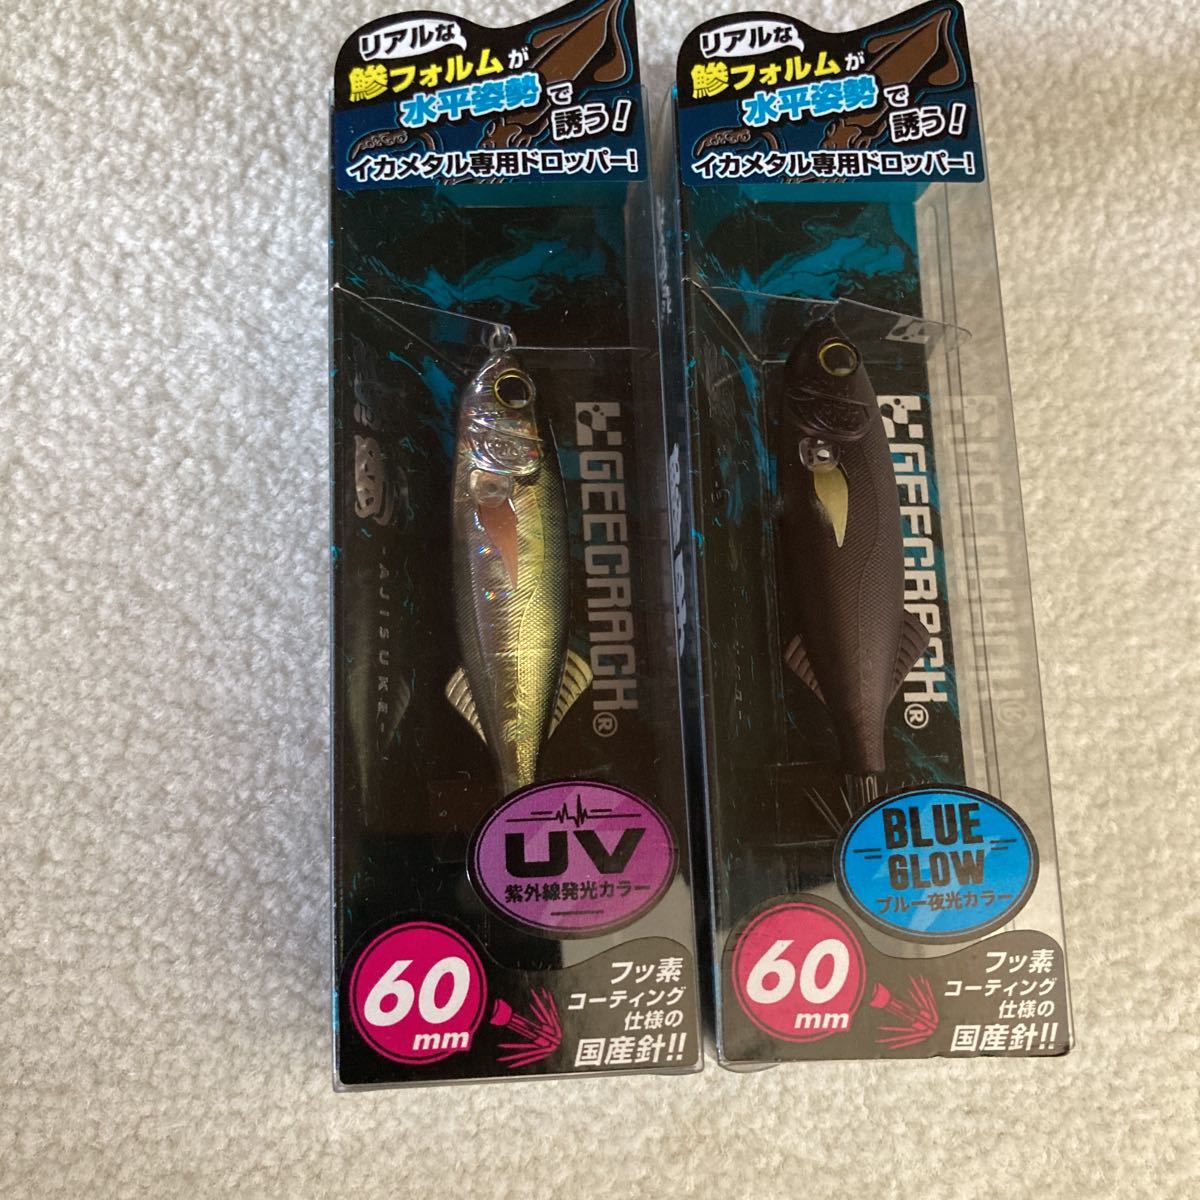 リアルな
鯵フォルムが
水平姿勢で
誘う!
イカメタル専用ドロッパー!
-AJISUKE-
GEECRACK®
UV
紫外線発光カラー
60
mm
フッ素
コーティング
仕様の
国産針!!
リアルな
鯵フォルムが
水平姿勢で
誘う!
イカメタル専用ドロッパー!
GEECRACK®
BLUE
GLOW
ブルー夜光カラー
60
mm
フッ素
コーティング
仕様の
国産針!!